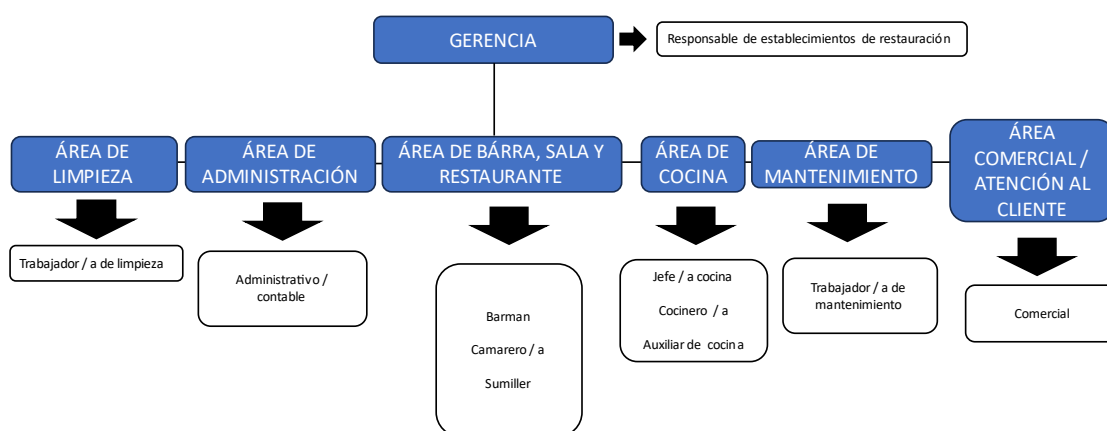 GERENCIA
Responsable de establecimientos de restauración
ÁREA DE
LIMPIEZA
ÁREA DE
ADMINISTRACIÓN
ÁREA DE BÁRRA, SALA Y
RESTAURANTE
ÁREA DE
COCINA
ÁREA DE
MANTENIMIENTO
ÁREA
COMERCIAL /
ATENCIÓN AL
CLIENTE
Trabajador / a de limpieza
Administrativo /
contable
Barman
Camarero / a
Sumiller
Jefe / a cocina
Cocinero / a
Auxiliar de cocina
Trabajador / a de
mantenimiento
Comercial